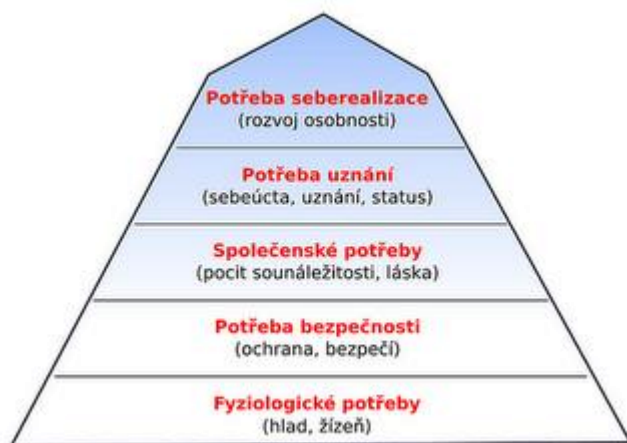 Potřeba seberealizace
(rozvoj osobnosti)
Potřeba uznání
(sebeúcta, uznání, status)
Společenské potřeby
(pocit sounáležitosti, láska)
Potřeba bezpečnosti
(ochrana, bezpečí)
Fyziologické potřeby
(hlad, žízeň)